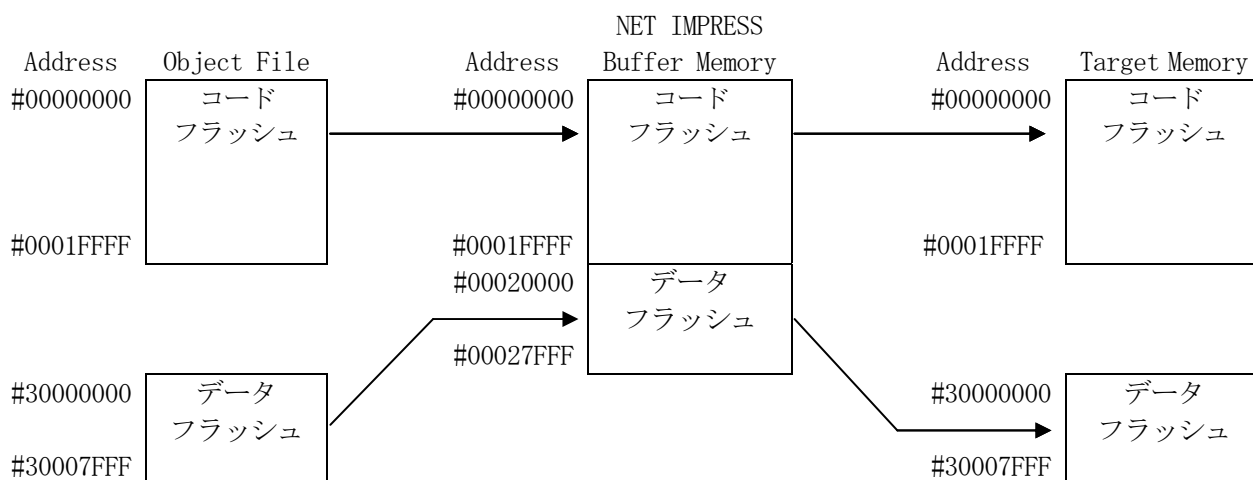 NET IMPRESS
Address Object File Address Buffer Memory Address Target Memory
#00000000 コード #00000000 コード #00000000 コード
フラッシュ フラッシュ フラッシュ
#0001FFFF #0001FFFF #0001FFFF
#00020000 データ
フラッシュ
#00027FFF
#30000000 データ #30000000 データ
フラッシュ フラッシュ
#30007FFF #30007FFF